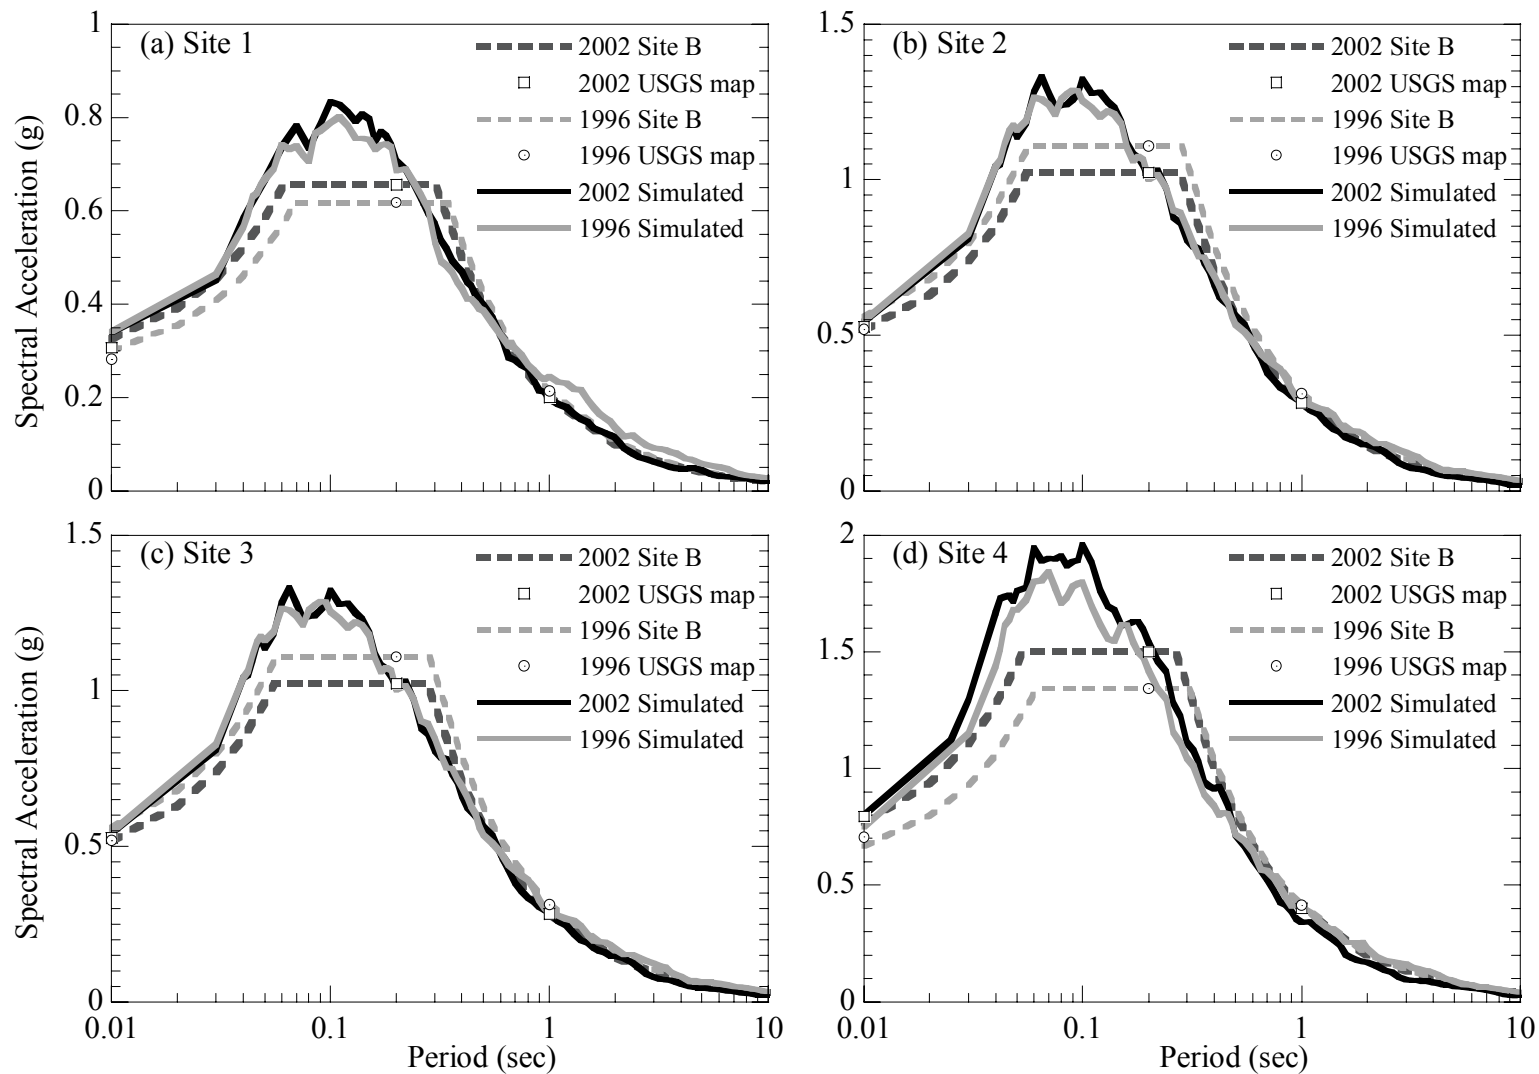 (a) Site 1
2002 Site B
2002 USGS map
1996 Site B
1996 USGS map
2002 Simulated
1996 Simulated
1
0.8
0.6
0.4
0.2
0
Spectral Acceleration (g)
(b) Site 2
2002 Site B
2002 USGS map
1996 Site B
1996 USGS map
2002 Simulated
1996 Simulated
1.5
1
0.5
0
(c) Site 3
2002 Site B
2002 USGS map
1996 Site B
1996 USGS map
2002 Simulated
1996 Simulated
1.5
1
0.5
0
Spectral Acceleration (g)
0.01
0.1
1
10
Period (sec)
(d) Site 4
2002 Site B
2002 USGS map
1996 Site B
1996 USGS map
2002 Simulated
1996 Simulated
2
1.5
1
0.5
0
0.01
0.1
1
10
Period (sec)